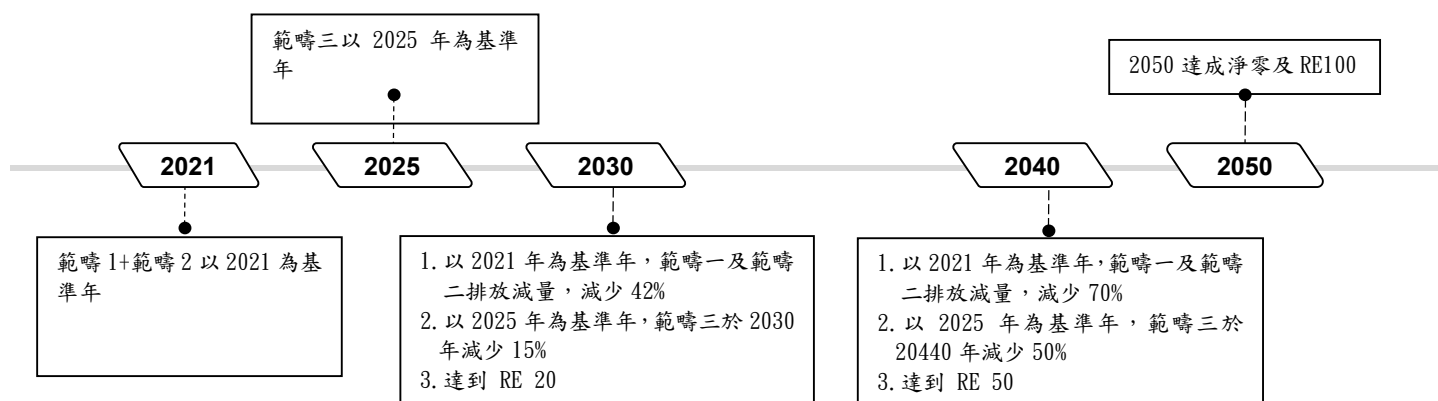 範疇三以 2025 年為基準
年
2050 達成淨零及 RE100
2021
2025
2030
2040
2050
範疇 1+範疇 2 以 2021 為基
準年
1. 以 2021 年為基準年，範疇一及範疇
二排放減量，減少 42%
2. 以 2025 年為基準年，範疇三於 2030
年減少 15%
3. 達到 RE 20
1. 以 2021 年為基準年，範疇一及範疇
二排放減量，減少 70%
2. 以 2025 年為基準年，範疇三於
20440 年減少 50%
3. 達到 RE 50